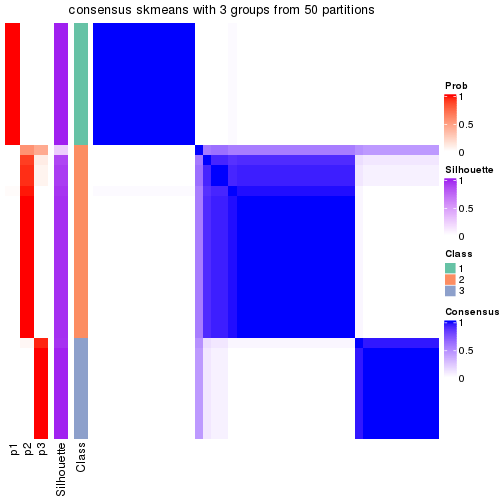 consensus skmeans with 3 groups from 50 partitions
Prob
1
0.5
0
Silhouette
1
0.5
0
Class
1
2
3
Consensus
1
0.5
0
p1
p2
p3
Silhouette
Class